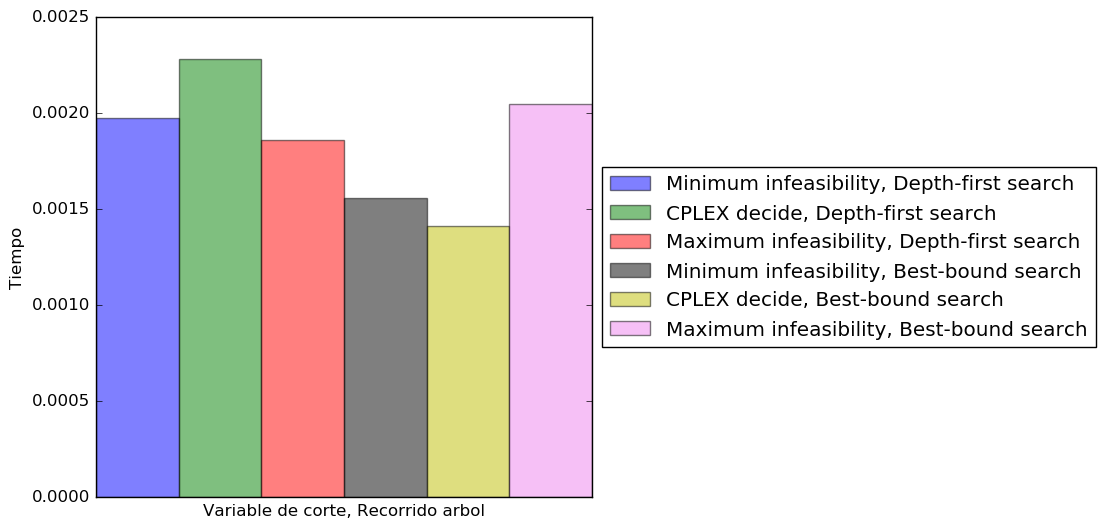 0.0025
0.0020
0.0015
0.0010
0.0005
0.0000
Tiempo
Variable de corte, Recorrido arbol
Minimum infeasibility, Depth-first search
CPLEX decide, Depth-first search
Maximum infeasibility, Depth-first search
Minimum infeasibility, Best-bound search
CPLEX decide, Best-bound search
Maximum infeasibility, Best-bound search